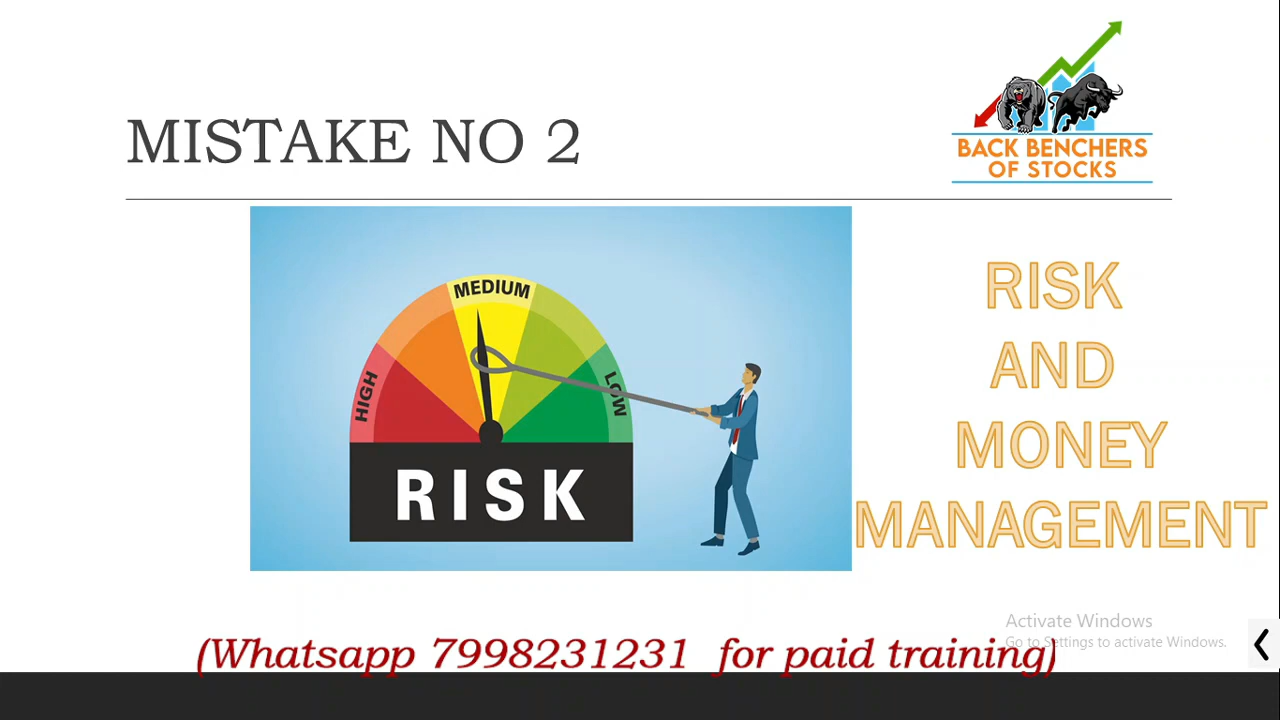 MISTAKE NO 2
BACK BENCHERS
OF STOCKS
HIGH
MEDIUM
LOW
RISK
RISK
AND
MONEY
MANAGEMENT
Activate Windows
Go to Settings to activate Windows.
(Whatsapp 7998231231 for paid training)